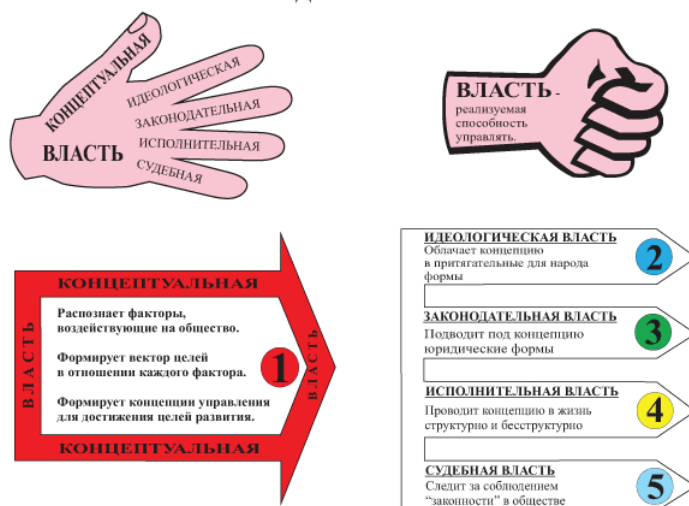 КОНЦЕПТУАЛЬНАЯ
ИДЕОЛОГИЧЕСКАЯ
ЗАКОНОДАТЕЛЬНАЯ
ИСПОЛНИТЕЛЬНАЯ
СУДЕБНАЯ
ВЛАСТЬ
ВЛАСТЬ -
реализуемая
способность
управлять.
КОНЦЕПТУАЛЬНАЯ
ВЛАСТЬ
Распознает факторы,
воздействующие на общество.
Формирует вектор целей
в отношении каждого фактора.
Формирует концепции управления
для достижения целей развития.
1
ВЛАСТЬ
КОНЦЕПТУАЛЬНАЯ
ИДЕОЛОГИЧЕСКАЯ ВЛАСТЬ
Облачает концепцию
в притягательные для народа
формы
2
ЗАКОНОДАТЕЛЬНАЯ ВЛАСТЬ
Подводит под концепцию
юридические формы
3
ИСПОЛНИТЕЛЬНАЯ ВЛАСТЬ
Проводит концепцию в жизнь
структурно и бесструктурно
4
СУДЕБНАЯ ВЛАСТЬ
Следит за соблюдением
“законности” в обществе
5